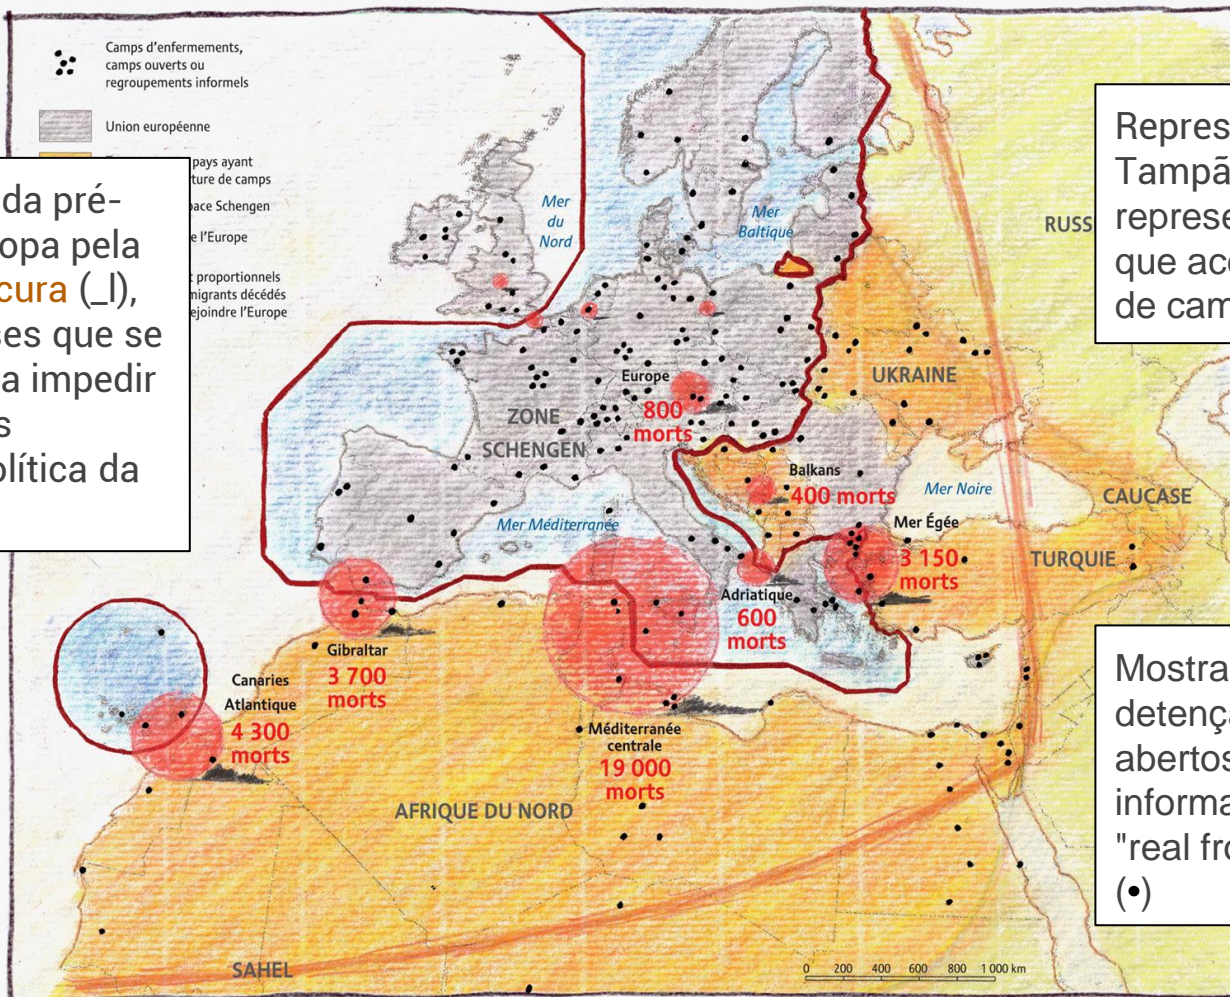 Camps d'enfermements,
camps ouverts ou
regroupements informels
Union européenne
pays ayant
ture de camps
ace Schengen
e l'Europe
t proportionnels
migrants décédés
ejoindre l'Europe
da pré-
opa pela
cura (_l),
ses que se
a impedir
s
olítica da
Repres
Tampã
represe
que aco
de cam
RUSS
Mer
du
Nord
Mer
Baltique
UKRAINE
Europe
800
morts
ZONE
SCHENGEN
Balkans
400 morts
Mer Noire
CAUCASE
Mer Méditerranée
Mer Égée
3 150
morts
TURQUIE
Adriatique
600
morts
Gibraltar
3 700
morts
Canaries
Atlantique
4 300
morts
Méditerranée
centrale
19 000
morts
AFRIQUE DU NORD
SAHEL
Mostra
detenç
abertos
informa
"real fro
(•)
0 200 400 600 800 1 000 km